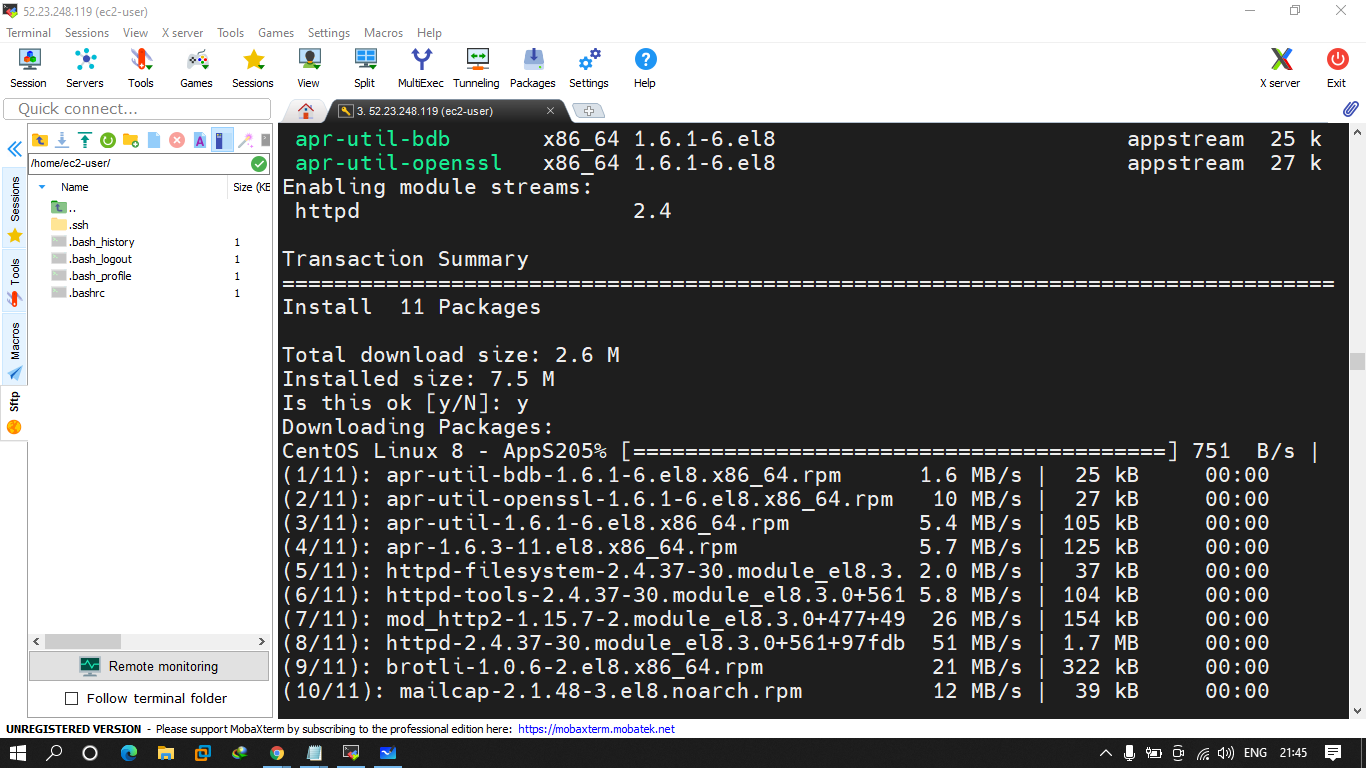 52.23.248.119 (ec2-user)
Terminal Sessions View X server Tools Games Settings Macros Help
Session Servers Tools Games Sessions View Split MultiExec Tunneling Packages Settings Help X server Exit
Quick connect...
3. 52.23.248.119 (ec2-user)
/home/ec2-user/
Name Size (KB
..
.ssh
.bash_history 1
.bash_logout 1
.bash_profile 1
.bashrc 1
Sessions
Tools
Macros
Sftp
Remote monitoring
Follow terminal folder
apr-util-bdb x86_64 1.6.1-6.el8 appstream 25 k
apr-util-openssl x86_64 1.6.1-6.el8 appstream 27 k
Enabling module streams:
httpd 2.4
Transaction Summary
================================================================================
Install 11 Packages
Total download size: 2.6 M
Installed size: 7.5 M
Is this ok [y/N]: y
Downloading Packages:
CentOS Linux 8 - AppS205% [=========================================] 751 B/s |
(1/11): apr-util-bdb-1.6.1-6.el8.x86_64.rpm 1.6 MB/s | 25 kB 00:00
(2/11): apr-util-openssl-1.6.1-6.el8.x86_64.rpm 10 MB/s | 27 kB 00:00
(3/11): apr-util-1.6.1-6.el8.x86_64.rpm 5.4 MB/s | 105 kB 00:00
(4/11): apr-1.6.3-11.el8.x86_64.rpm 5.7 MB/s | 125 kB 00:00
(5/11): httpd-filesystem-2.4.37-30.module_el8.3. 2.0 MB/s | 37 kB 00:00
(6/11): httpd-tools-2.4.37-30.module_el8.3.0+561 5.8 MB/s | 104 kB 00:00
(7/11): mod_http2-1.15.7-2.module_el8.3.0+477+49 26 MB/s | 154 kB 00:00
(8/11): httpd-2.4.37-30.module_el8.3.0+561+97fdb 51 MB/s | 1.7 MB 00:00
(9/11): brotli-1.0.6-2.el8.x86_64.rpm 21 MB/s | 322 kB 00:00
(10/11): mailcap-2.1.48-3.el8.noarch.rpm 12 MB/s | 39 kB 00:00
UNREGISTERED VERSION - Please support MobaXterm by subscribing to the professional edition here: https://mobaxterm.mobatek.net
ENG 21:45